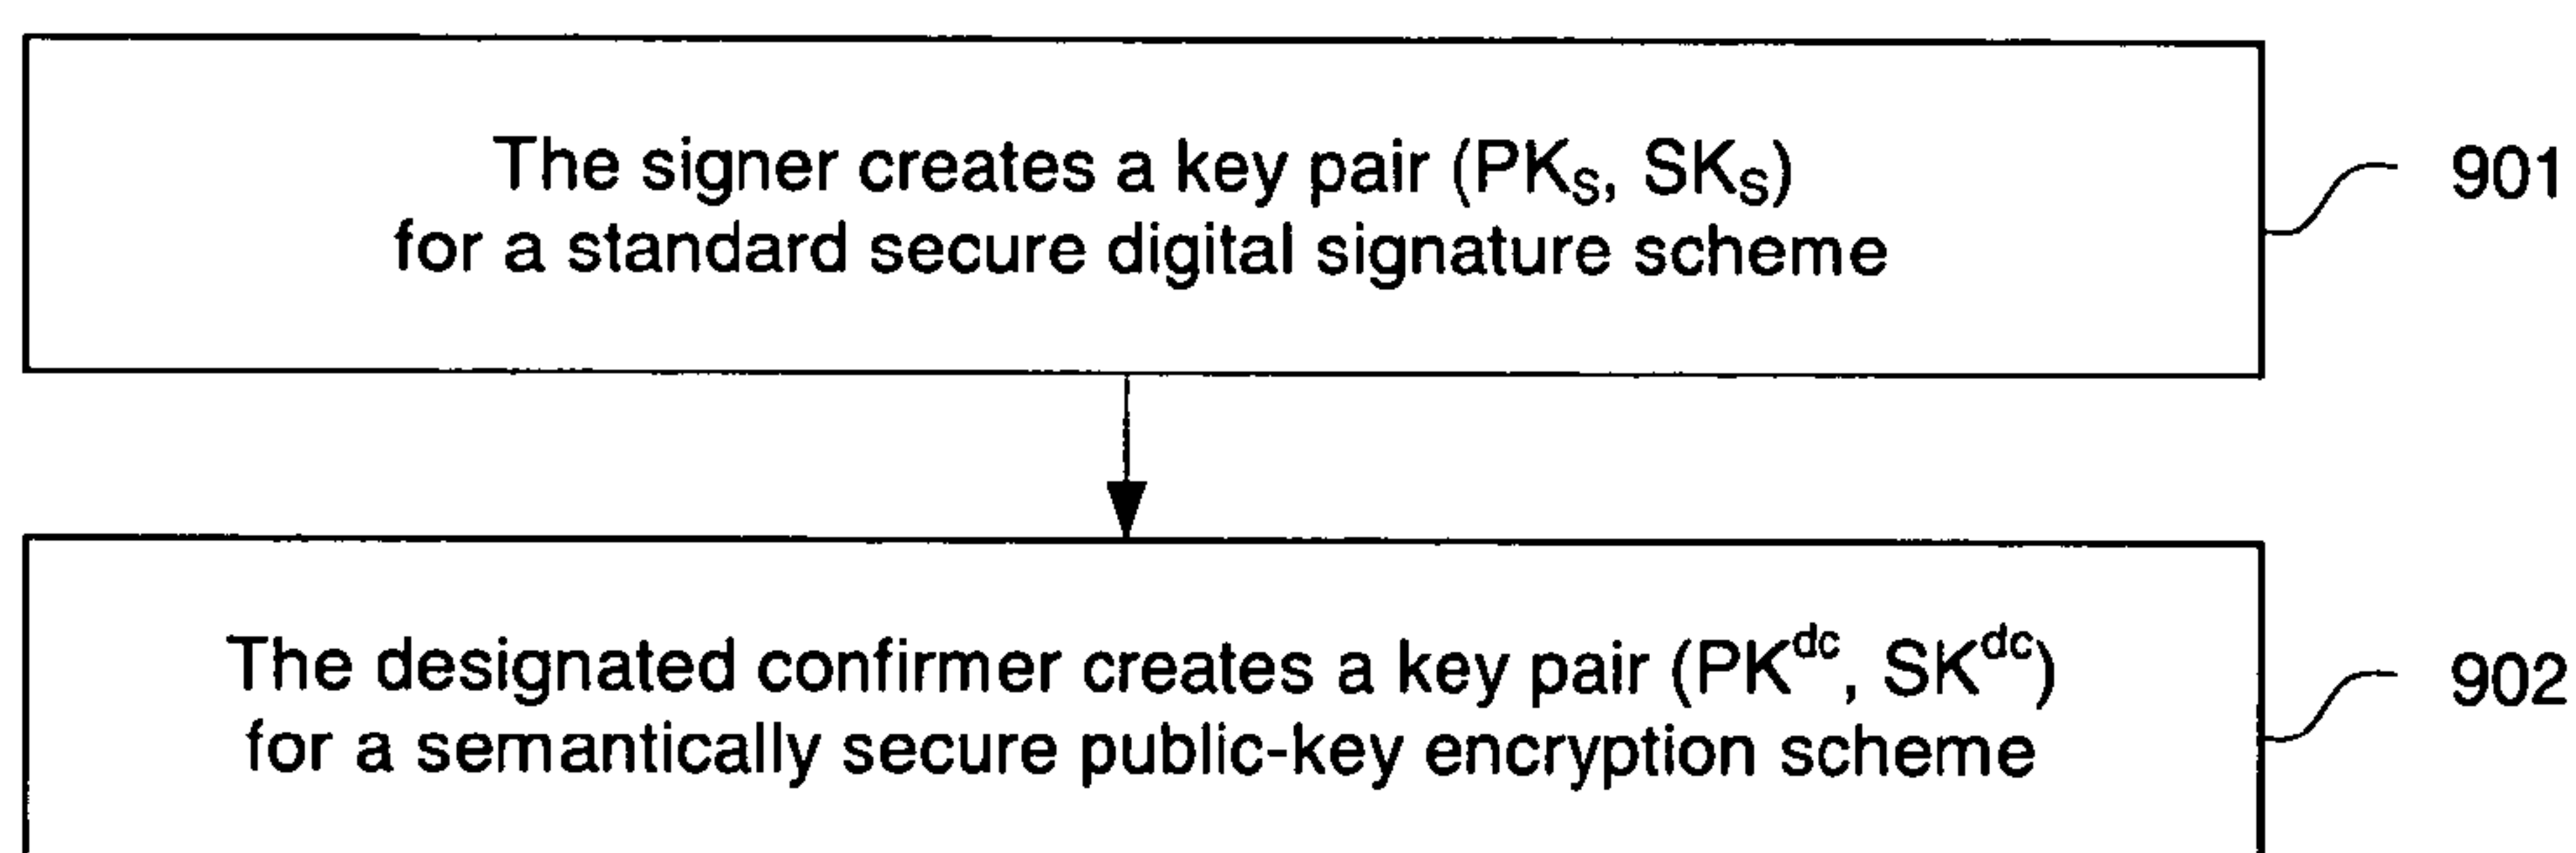 The signer creates a key pair (PKₛ, SKₛ)
for a standard secure digital signature scheme
901
The designated confirmer creates a key pair (PKᵈᶜ, SKᵈᶜ)
for a semantically secure public-key encryption scheme
902